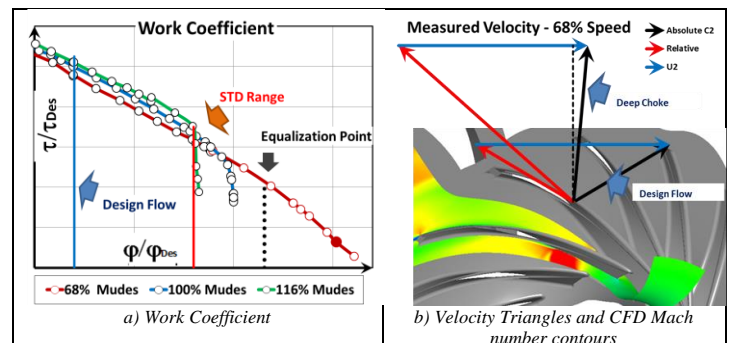 Work Coefficient
τ/τDes
STD Range
Equalization Point
Design Flow
φ/φDes
68% Mudes
100% Mudes
116% Mudes
a) Work Coefficient
Measured Velocity - 68% Speed
Absolute C2
Relative
U2
Deep Choke
Design Flow
b) Velocity Triangles and CFD Mach
number contours